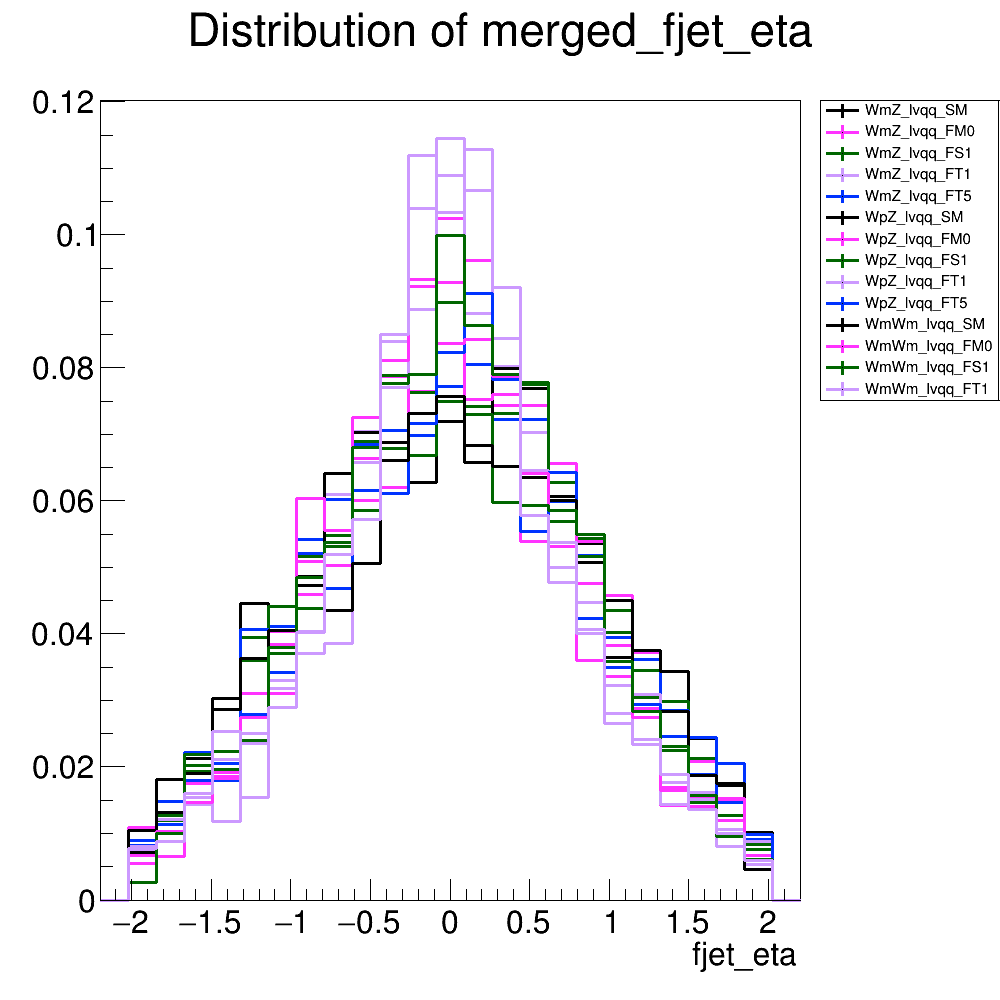 Distribution of merged_fjet_eta
0.12
0.1
0.08
0.06
0.04
0.02
0
−2 −1.5 −1 −0.5 0 0.5 1 1.5 2
fjet_eta
WmZ_lvqq_SM
WmZ_lvqq_FM0
WmZ_lvqq_FS1
WmZ_lvqq_FT1
WmZ_lvqq_FT5
WpZ_lvqq_SM
WpZ_lvqq_FM0
WpZ_lvqq_FS1
WpZ_lvqq_FT1
WpZ_lvqq_FT5
WmWm_lvqq_SM
WmWm_lvqq_FM0
WmWm_lvqq_FS1
WmWm_lvqq_FT1